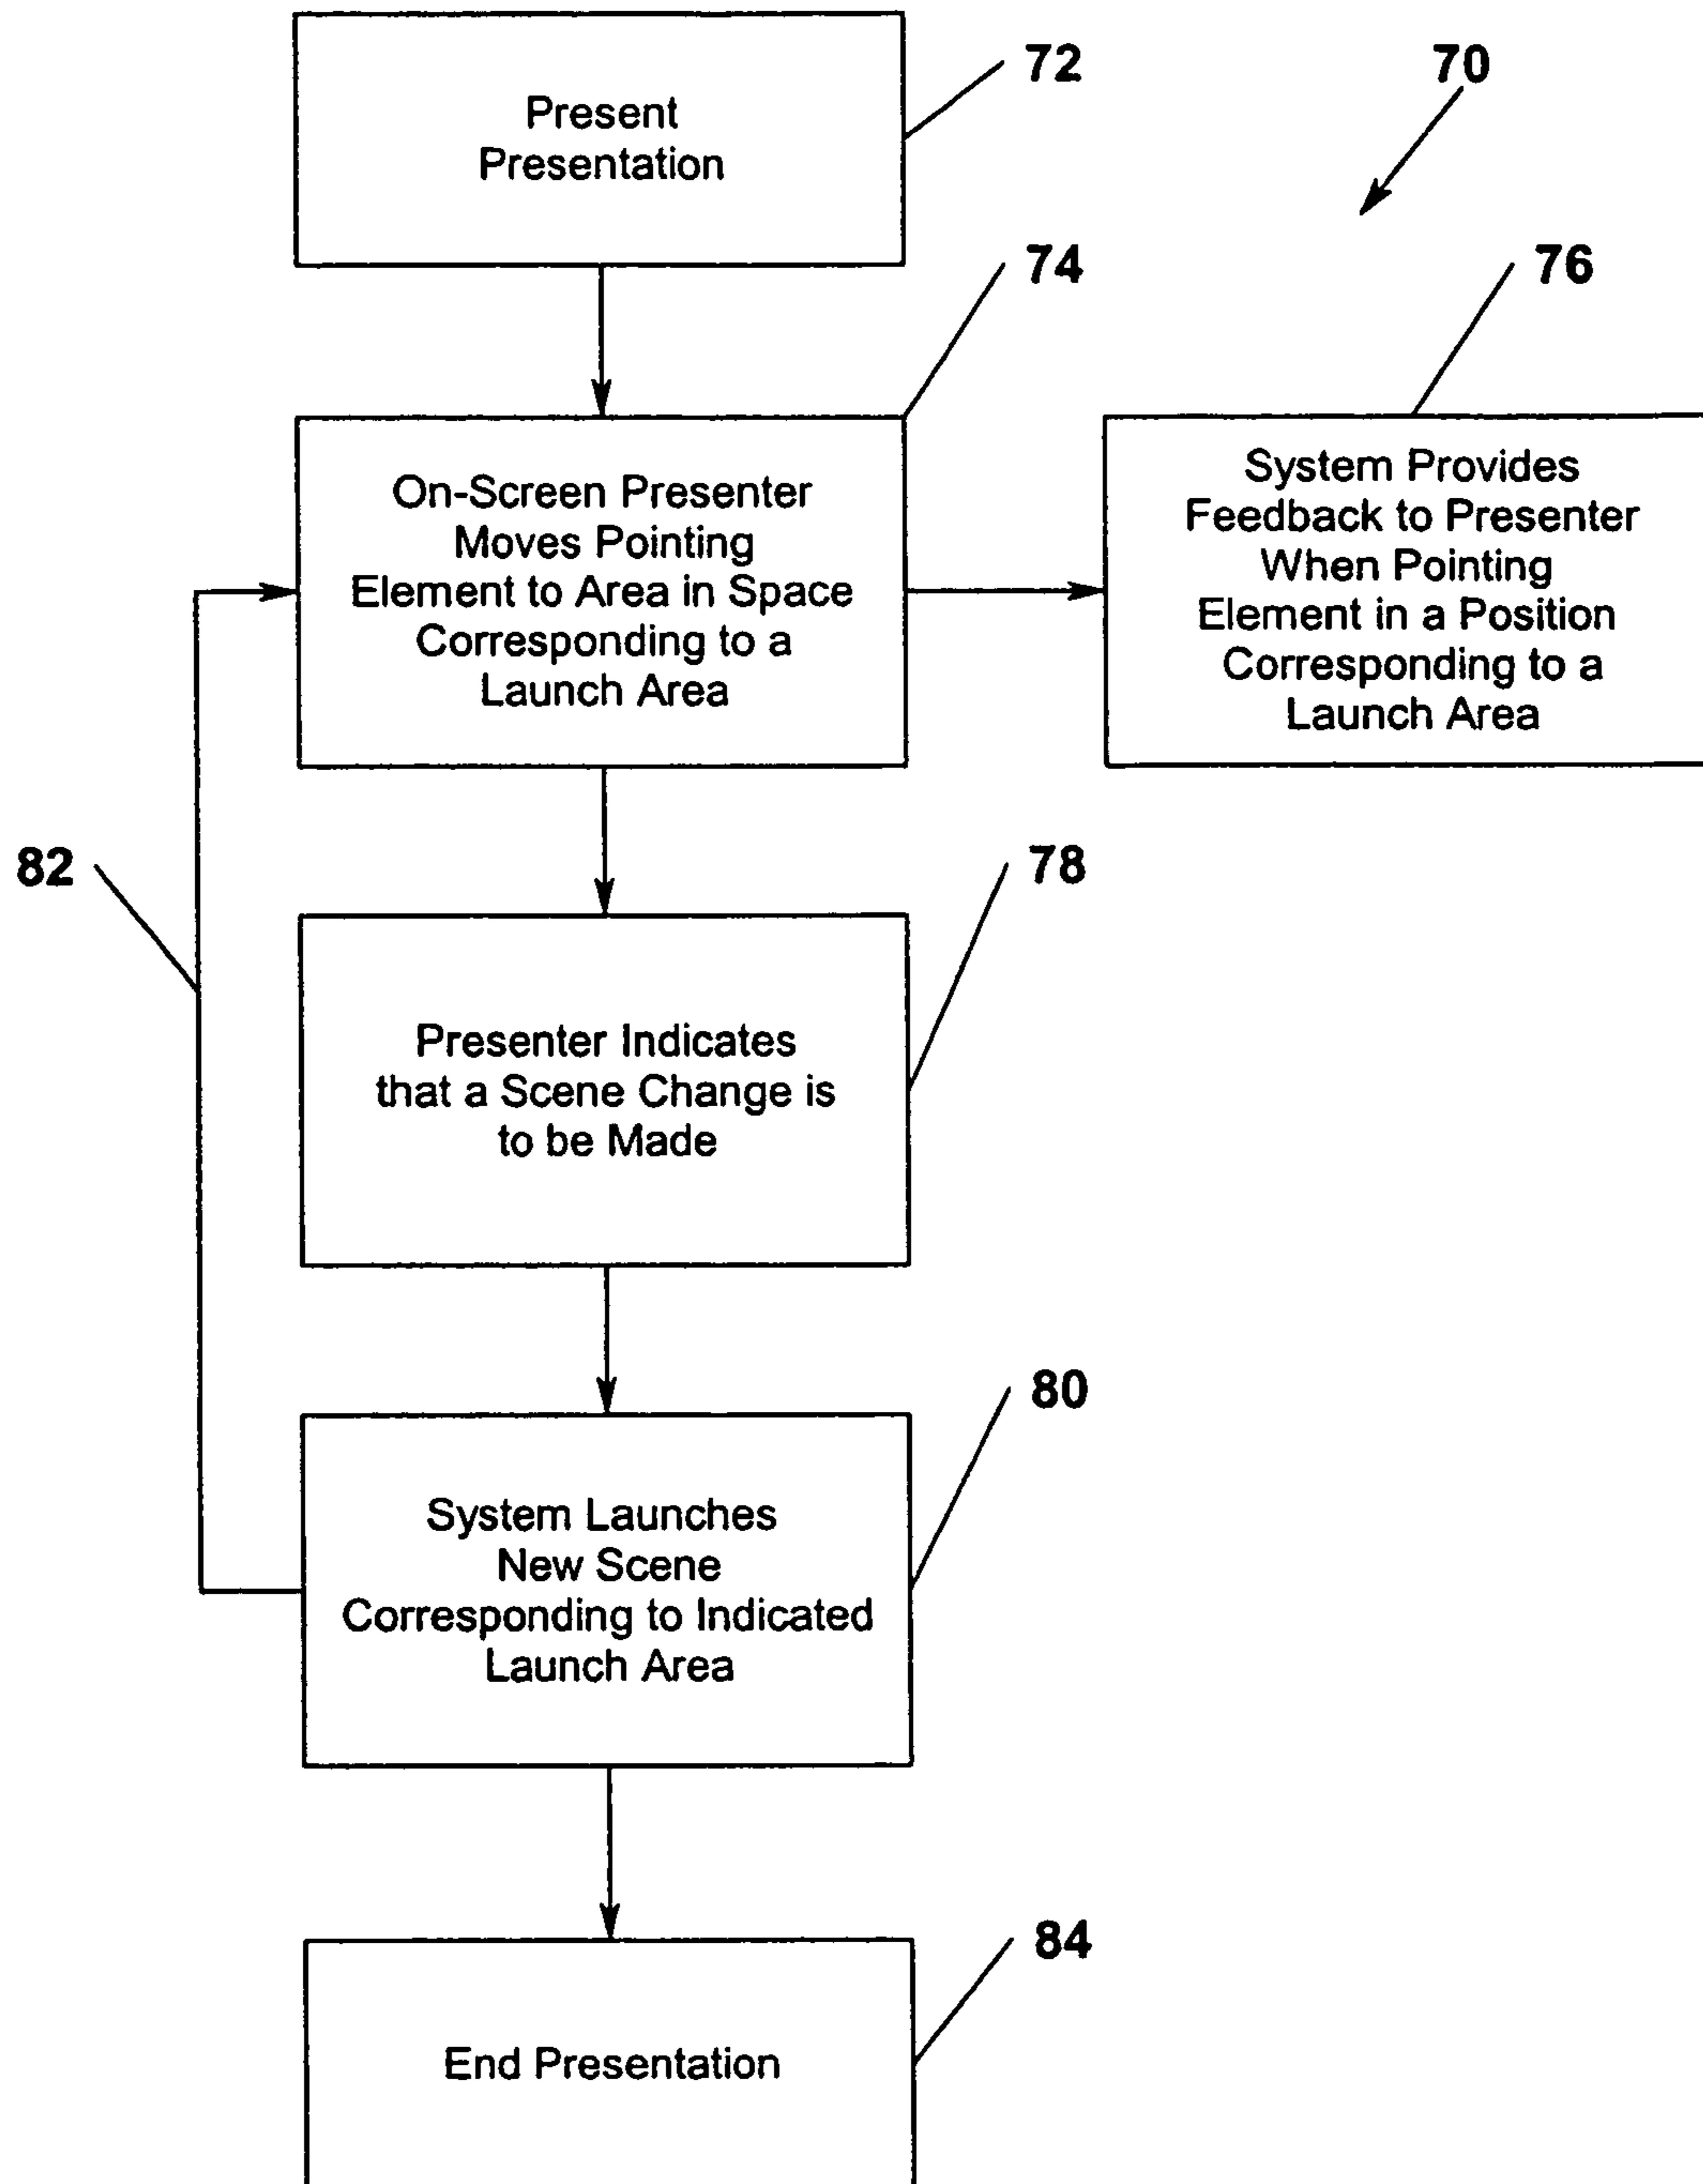 72
70
Present
Presentation
74
76
On-Screen Presenter
Moves Pointing
Element to Area in Space
Corresponding to a
Launch Area
System Provides
Feedback to Presenter
When Pointing
Element in a Position
Corresponding to a
Launch Area
82
78
Presenter Indicates
that a Scene Change is
to be Made
80
System Launches
New Scene
Corresponding to Indicated
Launch Area
84
End Presentation